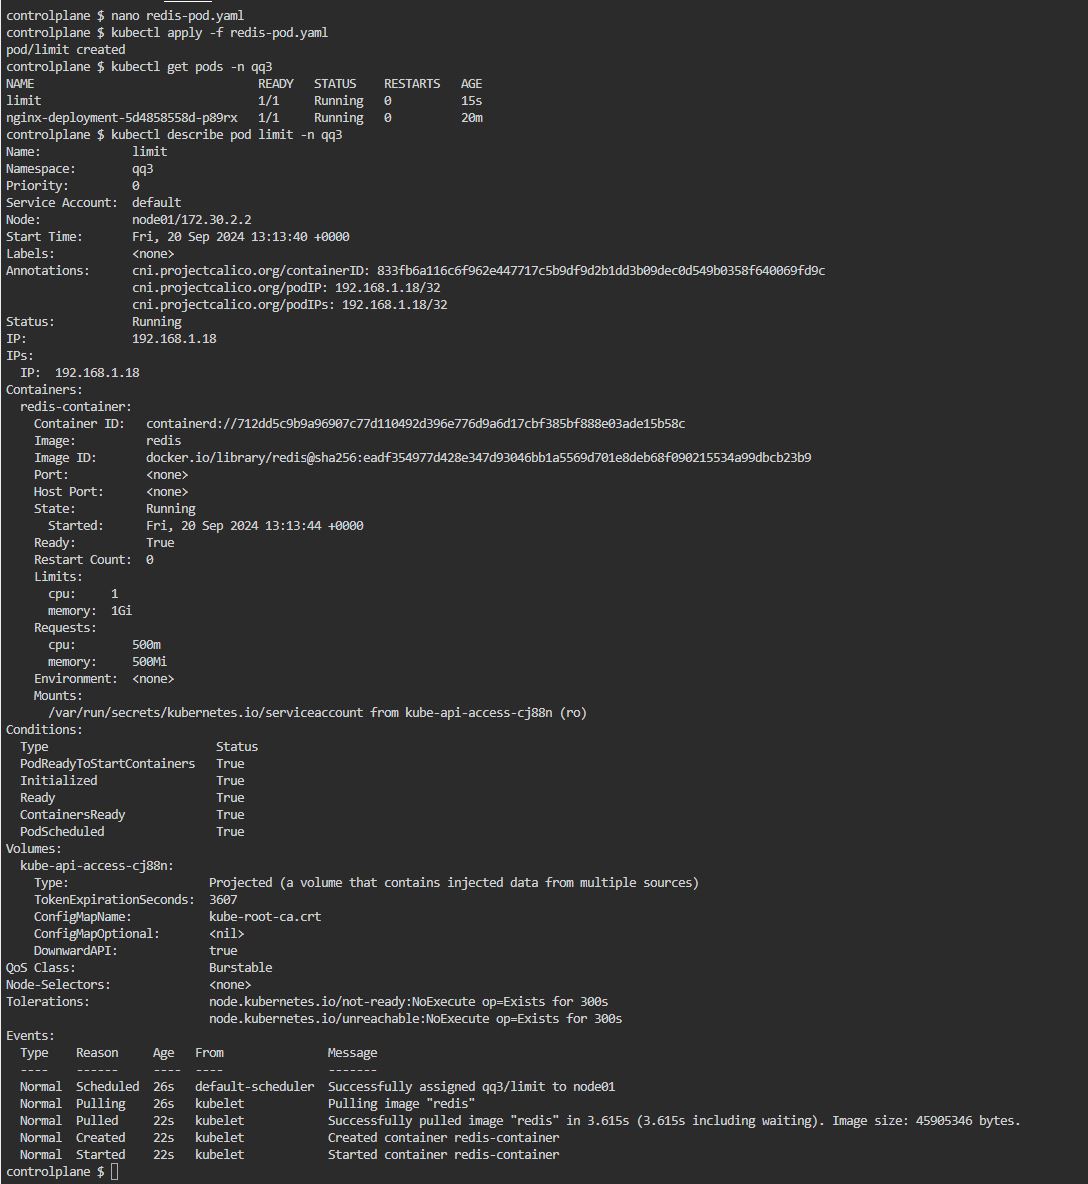 controlplane $ nano redis-pod.yaml
controlplane $ kubectl apply -f redis-pod.yaml
pod/limit created
controlplane $ kubectl get pods -n qq3
NAME                                READY   STATUS    RESTARTS   AGE
limit                               1/1     Running   0          15s
nginx-deployment-5d4858558d-p89rx   1/1     Running   0          20m
controlplane $ kubectl describe pod limit -n qq3
Name:             limit
Namespace:        qq3
Priority:         0
Service Account:  default
Node:             node01/172.30.2.2
Start Time:       Fri, 20 Sep 2024 13:13:40 +0000
Labels:           <none>
Annotations:      cni.projectcalico.org/containerID: 833fb6a116c6f962e447717c5b9df9d2b1dd3b09dec0d549b0358f640069fd9c
                  cni.projectcalico.org/podIP: 192.168.1.18/32
                  cni.projectcalico.org/podIPs: 192.168.1.18/32
Status:           Running
IP:               192.168.1.18
IPs:
  IP:  192.168.1.18
Containers:
  redis-container:
    Container ID:   containerd://712dd5c9b9a96907c77d110492d396e776d9a6d17cbf385bf888e03ade15b58c
    Image:          redis
    Image ID:       docker.io/library/redis@sha256:eadf354977d428e347d93046bb1a5569d701e8deb68f090215534a99dbcb23b9
    Port:           <none>
    Host Port:      <none>
    State:          Running
      Started:      Fri, 20 Sep 2024 13:13:44 +0000
    Ready:          True
    Restart Count:  0
    Limits:
      cpu:     1
      memory:  1Gi
    Requests:
      cpu:        500m
      memory:     500Mi
    Environment:  <none>
    Mounts:
      /var/run/secrets/kubernetes.io/serviceaccount from kube-api-access-cj88n (ro)
Conditions:
  Type                        Status
  PodReadyToStartContainers   True
  Initialized                 True
  Ready                       True
  ContainersReady             True
  PodScheduled                True
Volumes:
  kube-api-access-cj88n:
    Type:                    Projected (a volume that contains injected data from multiple sources)
    TokenExpirationSeconds:  3607
    ConfigMapName:           kube-root-ca.crt
    ConfigMapOptional:       <nil>
    DownwardAPI:             true
QoS Class:                   Burstable
Node-Selectors:              <none>
Tolerations:                 node.kubernetes.io/not-ready:NoExecute op=Exists for 300s
                             node.kubernetes.io/unreachable:NoExecute op=Exists for 300s
Events:
  Type    Reason     Age   From               Message
  ----    ------     ----  ----               -------
  Normal  Scheduled  26s   default-scheduler  Successfully assigned qq3/limit to node01
  Normal  Pulling    26s   kubelet            Pulling image "redis"
  Normal  Pulled     22s   kubelet            Successfully pulled image "redis" in 3.615s (3.615s including waiting). Image size: 45905346 bytes.
  Normal  Created    22s   kubelet            Created container redis-container
  Normal  Started    22s   kubelet            Started container redis-container
controlplane $